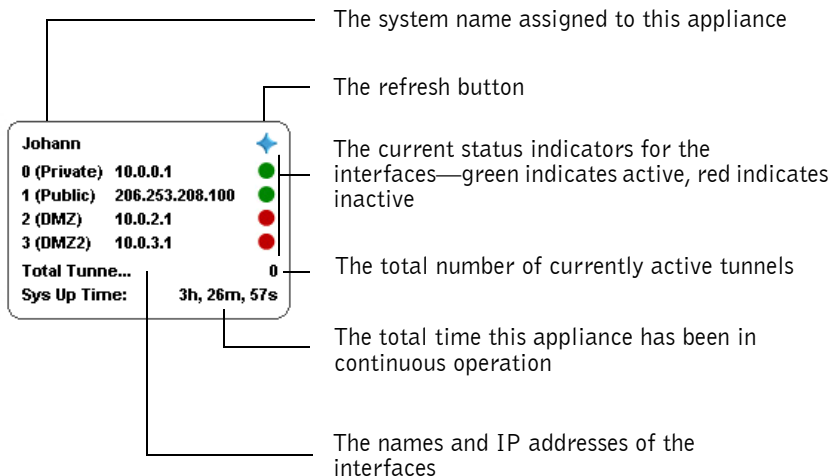 The system name assigned to this appliance
The refresh button
Johann
0 (Private) 10.0.0.1
1 (Public) 206.253.208.100
2 (DMZ) 10.0.2.1
3 (DMZ2) 10.0.3.1
Total Tunne... 0
Sys Up Time: 3h, 26m, 57s
The current status indicators for the
interfaces—green indicates active, red indicates
inactive
The total number of currently active tunnels
The total time this appliance has been in
continuous operation
The names and IP addresses of the
interfaces